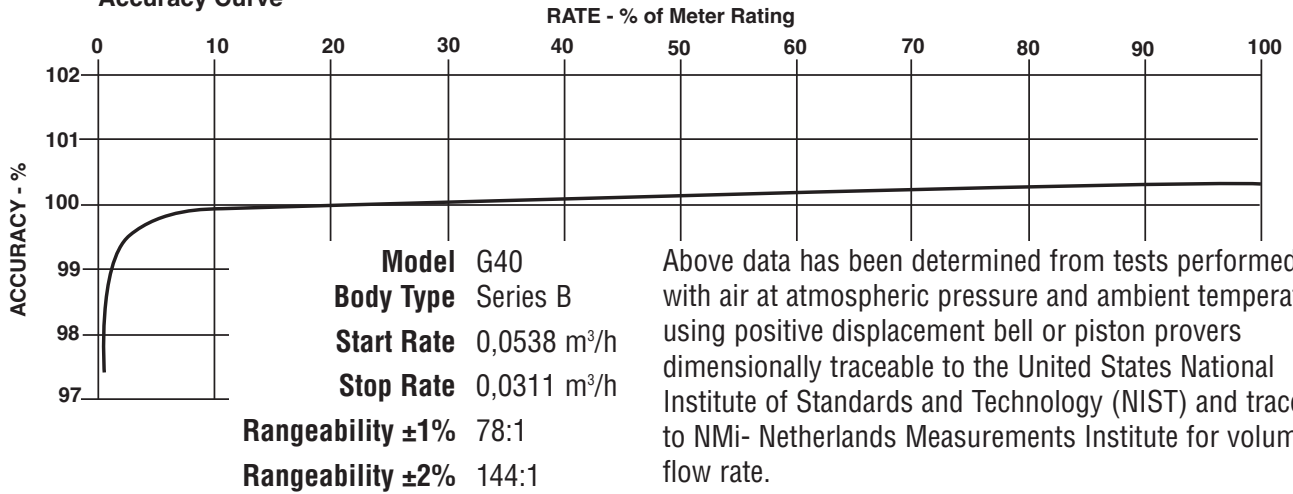 Accuracy Curve
RATE - % of Meter Rating
0 10 20 30 40 50 60 70 80 90 100
102
101
100
99
98
97
ACCURACY - %
Model G40
Body Type Series B
Start Rate 0,0538 m³/h
Stop Rate 0,0311 m³/h
Rangeability ±1% 78:1
Rangeability ±2% 144:1
Above data has been determined from tests performed
with air at atmospheric pressure and ambient
using positive displacement bell or piston provers
dimensionally traceable to the United States National
Institute of Standards and Technology (NIST) and
to NMi- Netherlands Measurements Institute for
flow rate.